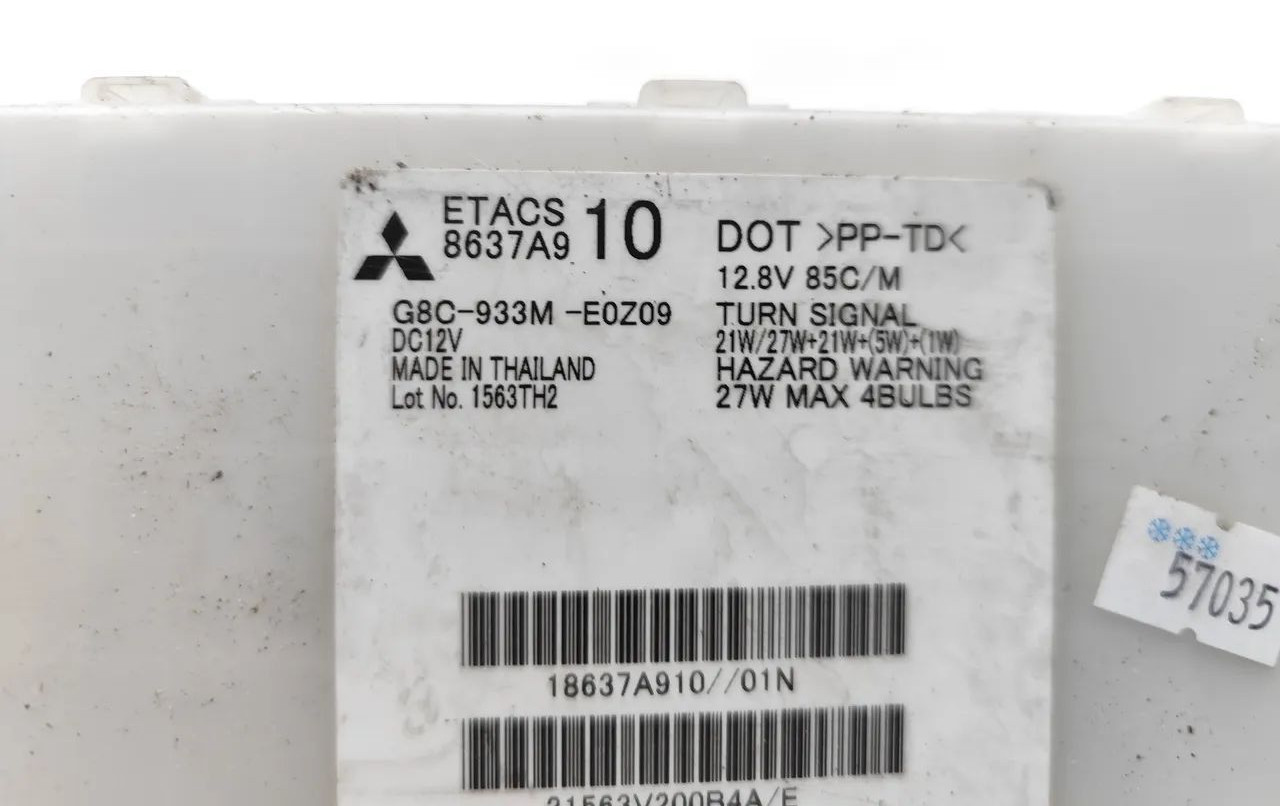 ETACS
8637A9 10
G8C-933M -E0Z09
DC12V
MADE IN THAILAND
Lot No. 1563TH2
DOT >PP-TD<
12.8V 85C/M
TURN SIGNAL
21W/27W+21W+(5W)+(1W)
HAZARD WARNING
27W MAX 4BULBS
57035
18637A910//01N
21563V200B4A/E